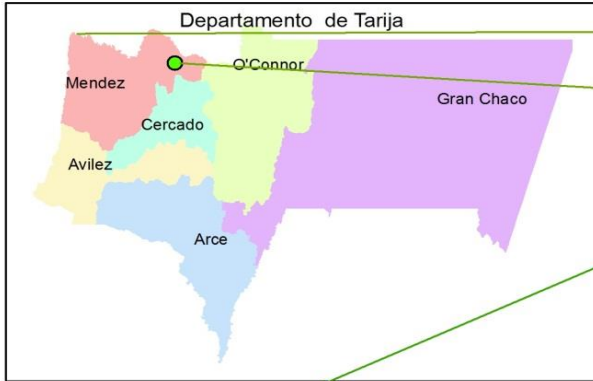 Departamento de Tarija
O'Connor
Mendez
Gran Chaco
Cercado
Avilez
Arce